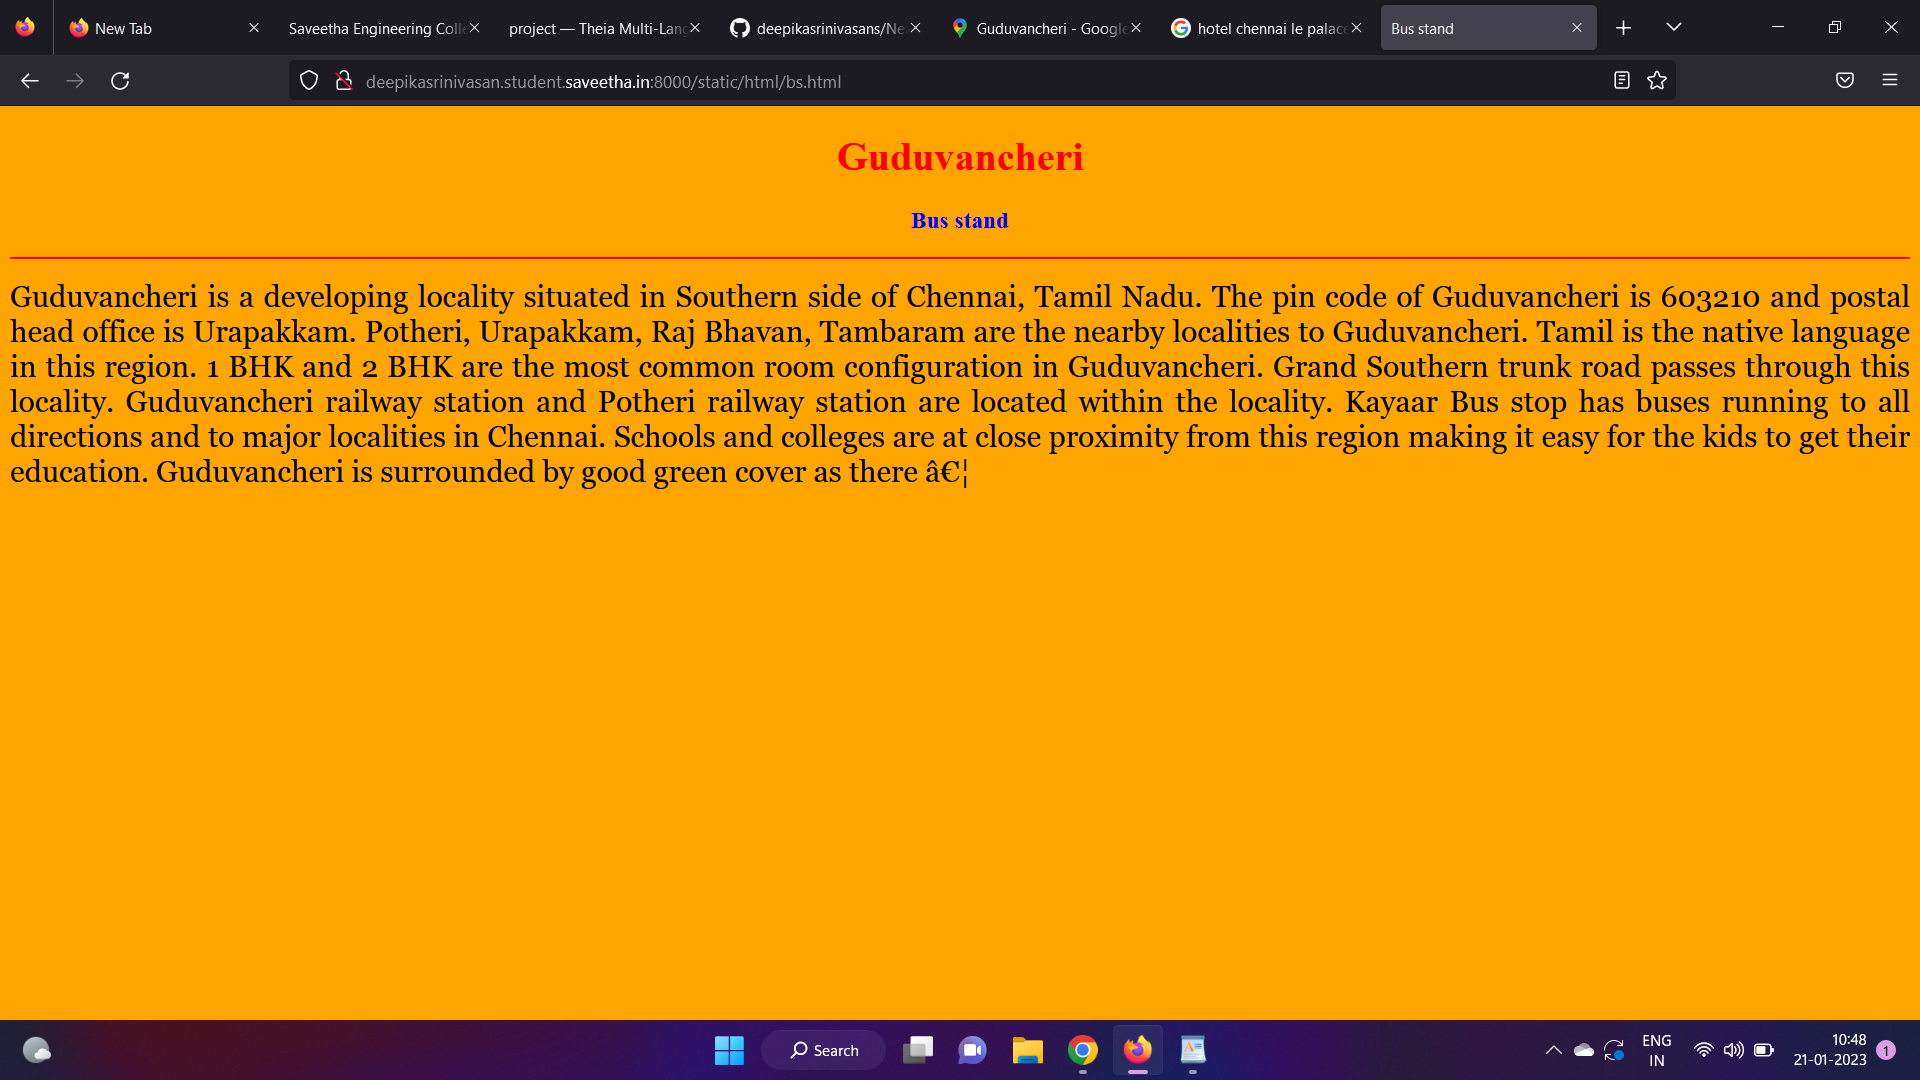 New Tab
Saveetha Engineering Colle
project — Theia Multi-Lang
deepikasrinivasans/Nea
Guduvancheri - Google
hotel chennai le palace
Bus stand
deepikasrinivasan.student.saveetha.in:8000/static/html/bs.html
Guduvancheri
Bus stand
Guduvancheri is a developing locality situated in Southern side of Chennai, Tamil Nadu. The pin code of Guduvancheri is 603210 and postal
head office is Urapakkam. Potheri, Urapakkam, Raj Bhavan, Tambaram are the nearby localities to Guduvancheri. Tamil is the native language
in this region. 1 BHK and 2 BHK are the most common room configuration in Guduvancheri. Grand Southern trunk road passes through this
locality. Guduvancheri railway station and Potheri railway station are located within the locality. Kayaar Bus stop has buses running to all
directions and to major localities in Chennai. Schools and colleges are at close proximity from this region making it easy for the kids to get their
education. Guduvancheri is surrounded by good green cover as there â€¦
Search
ENG
IN
10:48
21-01-2023
1